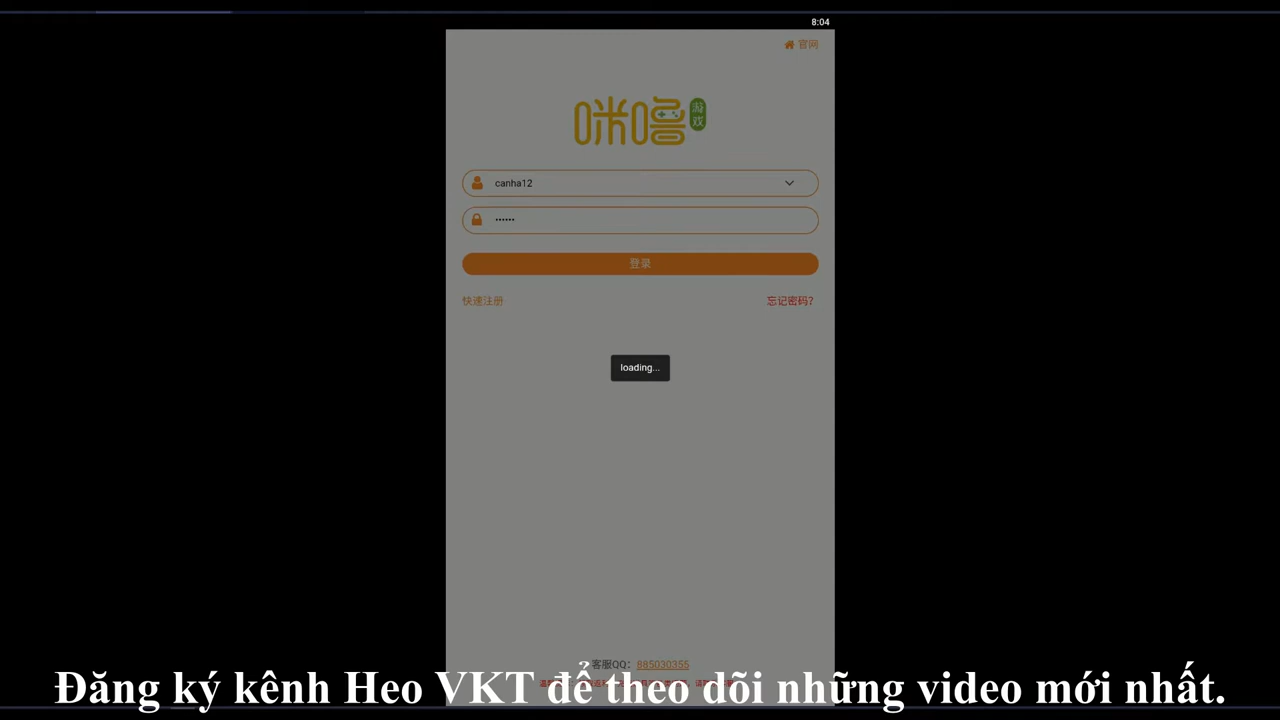 8:04
官网
咪噜
游戏
canha12
••••••
登录
快速注册
忘记密码?
loading...
客服QQ: 885030355
Đăng ký kênh Heo VKT để theo dõi những video mới nhất.